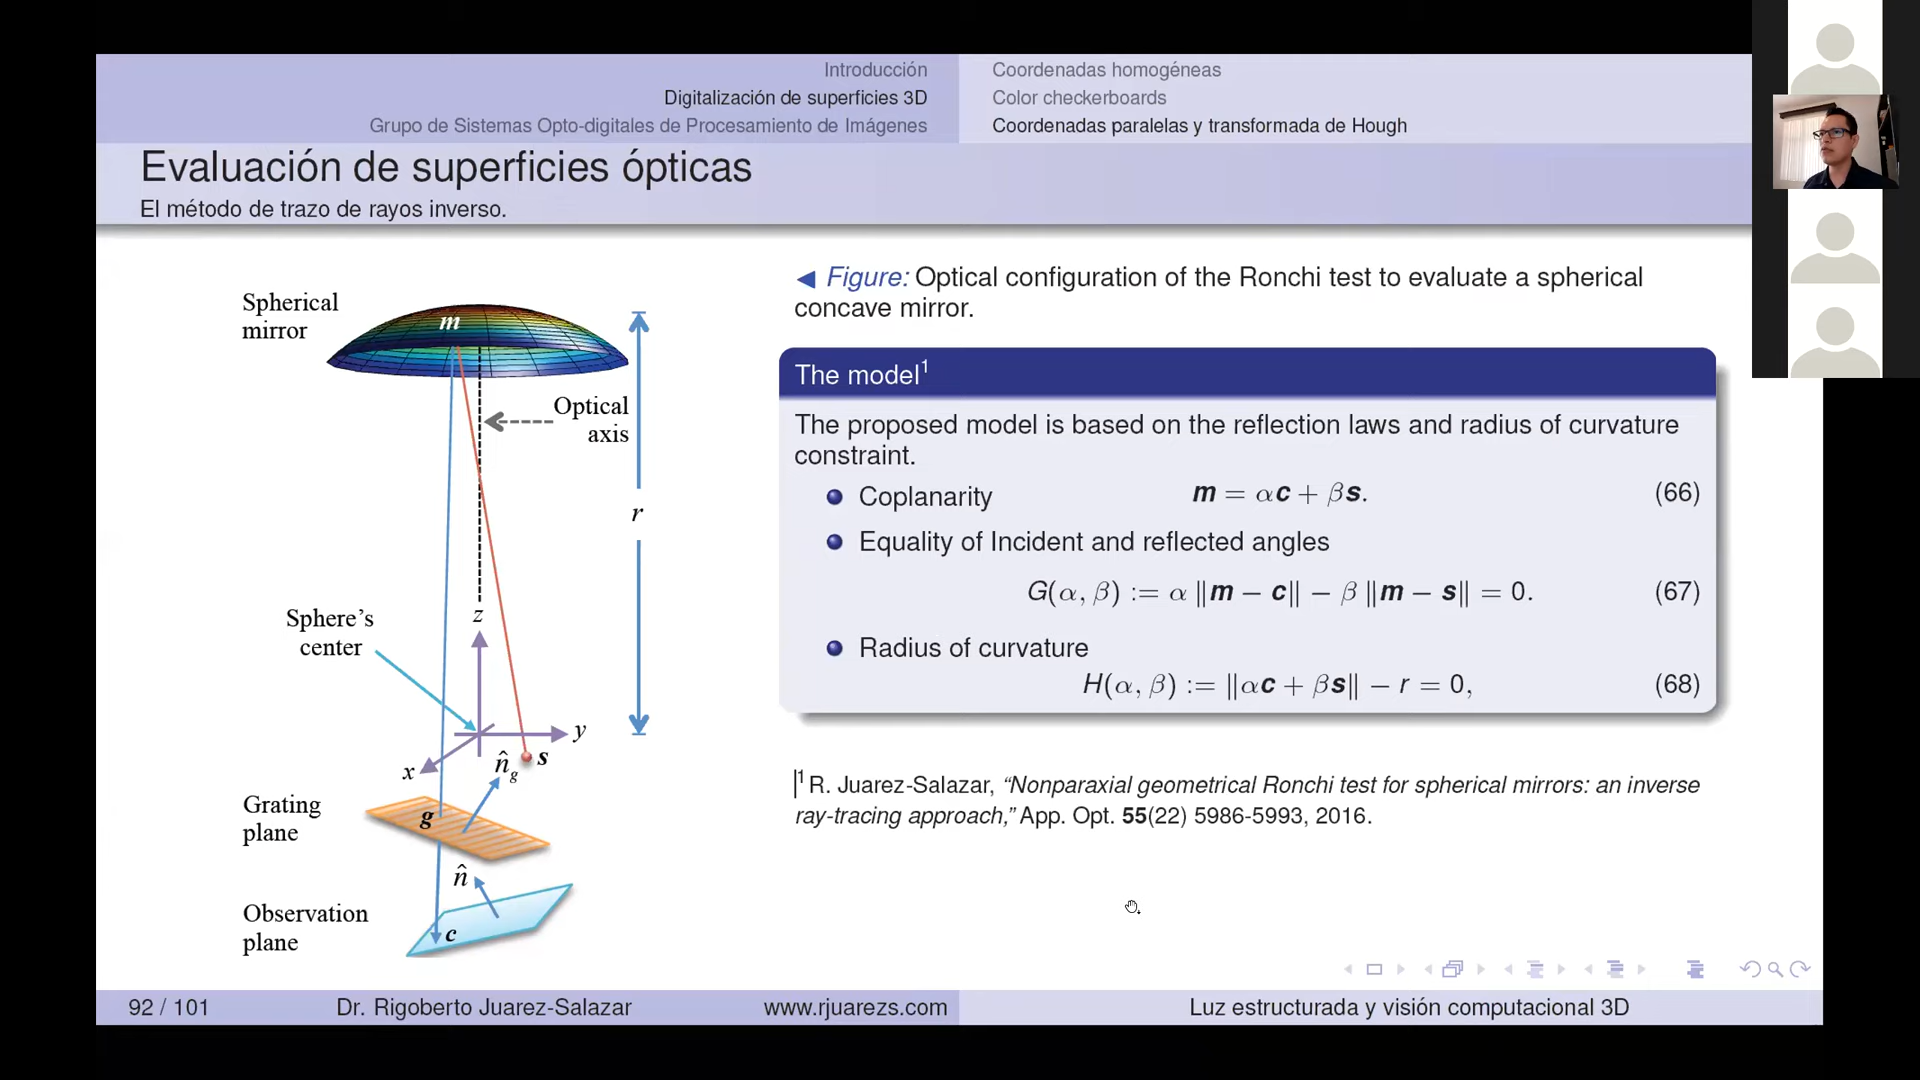 Introducción
Digitalización de superficies 3D
Grupo de Sistemas Opto-digitales de Procesamiento de Imágenes
Coordenadas homogéneas
Color checkerboards
Coordenadas paralelas y transformada de Hough
Evaluación de superficies ópticas
El método de trazo de rayos inverso.
Spherical
mirror
m
Optical
axis
r
z
Sphere's
center
y
x
n̂g
s
Grating
plane
g
n̂
Observation
plane
c
◀ Figure: Optical configuration of the Ronchi test to evaluate a spherical
concave mirror.
The model¹
The proposed model is based on the reflection laws and radius of curvature
constraint.
Coplanarity m = αc + βs. (66)
Equality of Incident and reflected angles
G(α, β) := α ‖m − c‖ − β ‖m − s‖ = 0. (67)
Radius of curvature
H(α, β) := ‖αc + βs‖ − r = 0, (68)
¹ R. Juarez-Salazar, “Nonparaxial geometrical Ronchi test for spherical mirrors: an inverse
ray-tracing approach,” App. Opt. 55(22) 5986-5993, 2016.
92 / 101 Dr. Rigoberto Juarez-Salazar www.rjuarezs.com Luz estructurada y visión computacional 3D